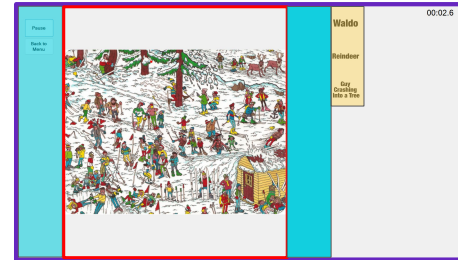 Pause
Back to
Menu
Waldo
Reindeer
Guy
Crashing
Into a Tree
00:02.6